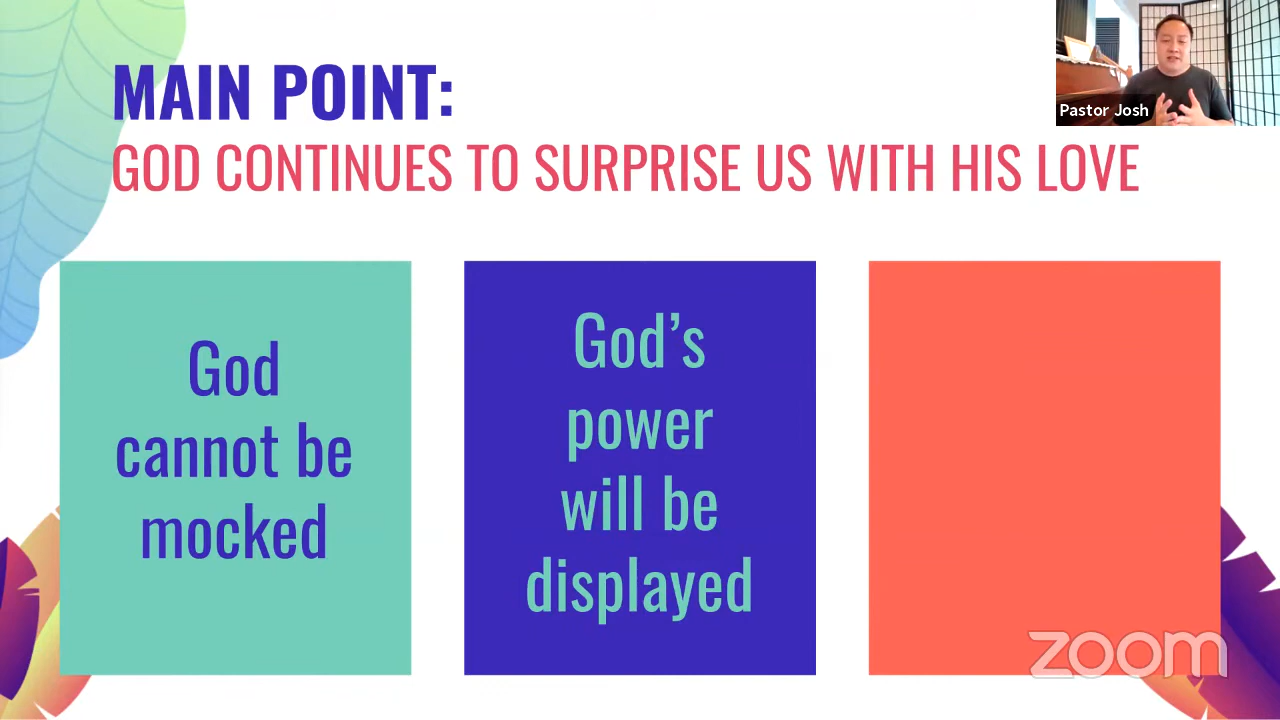 MAIN POINT:
GOD CONTINUES TO SURPRISE US WITH HIS LOVE
Pastor Josh
God
cannot be
mocked
God’s
power
will be
displayed
zoom